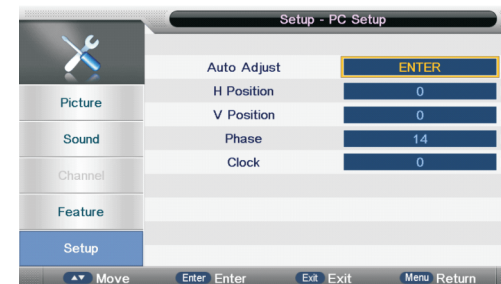 Setup - PC Setup
Auto Adjust ENTER
H Position 0
V Position 0
Phase 14
Clock 0
Picture
Sound
Channel
Feature
Setup
Move Enter Enter Exit Exit Menu Return